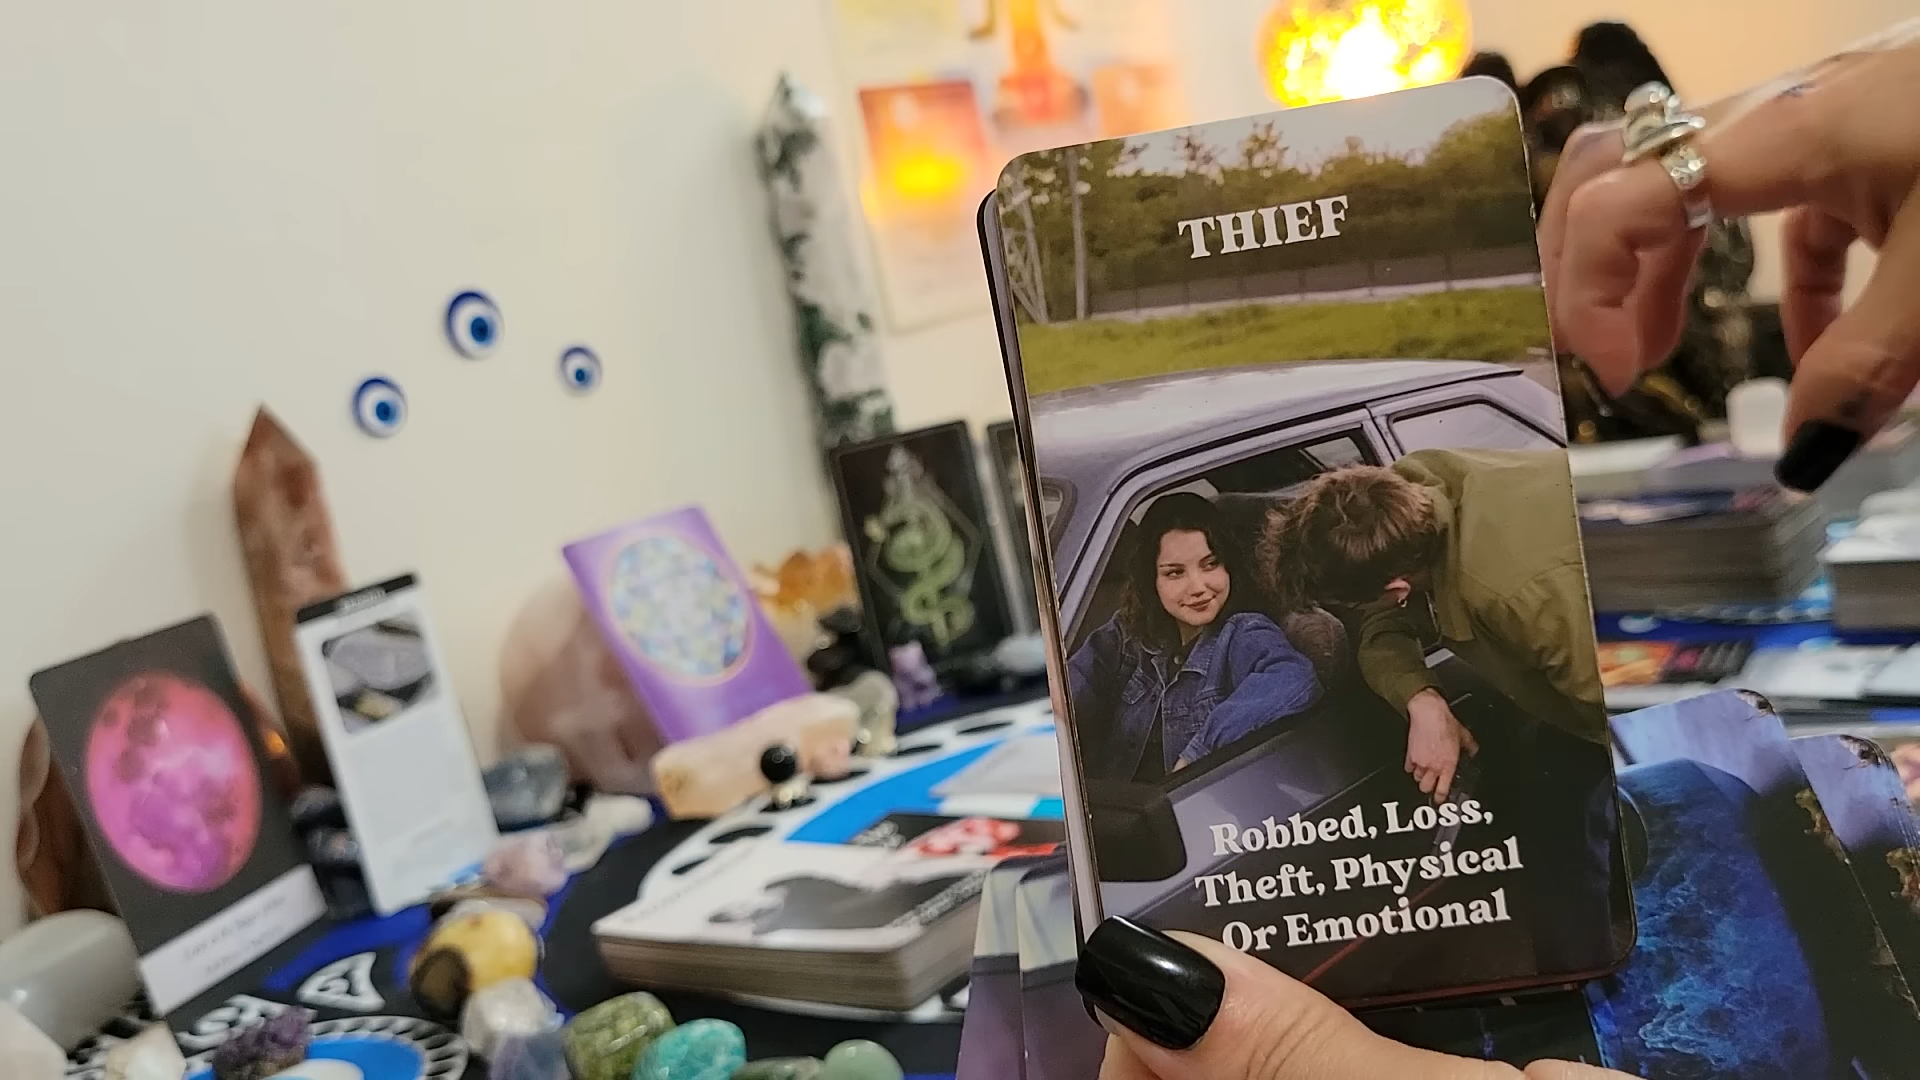 THIEF
Robbed, Loss,
Theft, Physical
Or Emotional